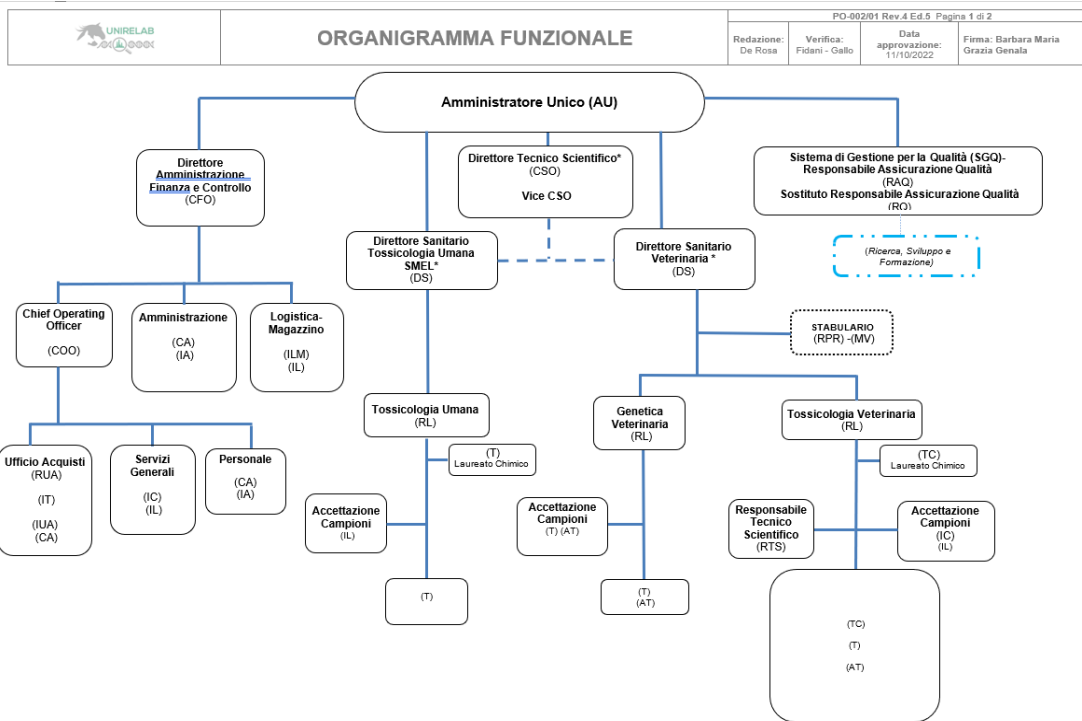 UNIRELAB
ORGANIGRAMMA FUNZIONALE
PO-002/01 Rev.4 Ed.5 Pagina 1 di 2
Redazione:
De Rosa
Verifica:
Fidani - Gallo
Data
approvazione:
11/10/2022
Firma: Barbara Maria
Grazia Genala
Amministratore Unico (AU)
Direttore
Amministrazione
Finanza e Controllo
(CFO)
Direttore Tecnico Scientifico*
(CSO)
Vice CSO
Sistema di Gestione per la Qualità (SGQ)-
Responsabile Assicurazione Qualità
(RAQ)
Sostituto Responsabile Assicurazione Qualità
(RQ)
(Ricerca, Sviluppo e
Formazione)
Direttore Sanitario
Tossicologia Umana
SMEL*
(DS)
Direttore Sanitario
Veterinaria *
(DS)
Chief Operating
Officer
(COO)
Amministrazione
(CA)
(IA)
Logistica-
Magazzino
(ILM)
(IL)
STABULARIO
(RPR) -(MV)
Tossicologia Umana
(RL)
Genetica
Veterinaria
(RL)
Tossicologia Veterinaria
(RL)
Ufficio Acquisti
(RUA)
(IT)
(IUA)
(CA)
Servizi
Generali
(IC)
(IL)
Personale
(CA)
(IA)
(T)
Laureato Chimico
(TC)
Laureato Chimico
Accettazione
Campioni
(IL)
Accettazione
Campioni
(T) (AT)
Responsabile
Tecnico
Scientifico
(RTS)
Accettazione
Campioni
(IC)
(IL)
(T)
(T)
(AT)
(TC)
(T)
(AT)